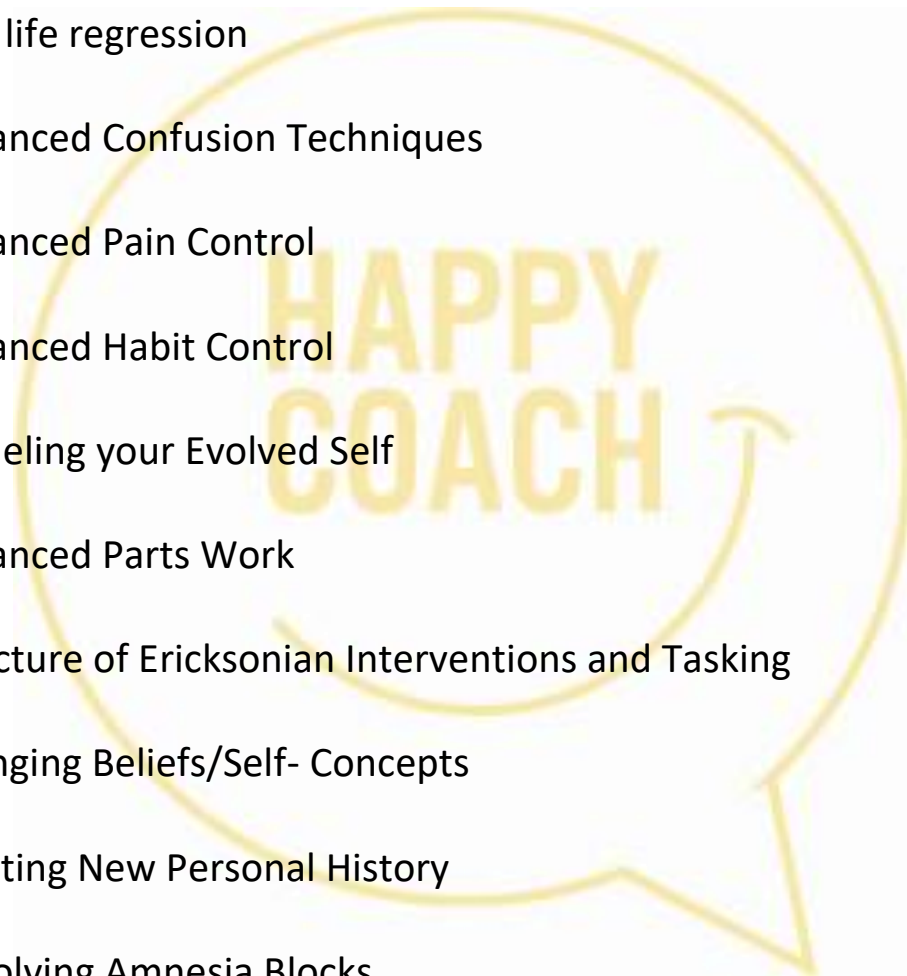 life regression
anced Confusion Techniques
anced Pain Control
HAPPY
anced Habit Control
eling your Evolved Self
COACH
anced Parts Work
cture of Ericksonian Interventions and Tasking
nging Beliefs/Self- Concepts
ting New Personal History
olving Amnesia Blocks